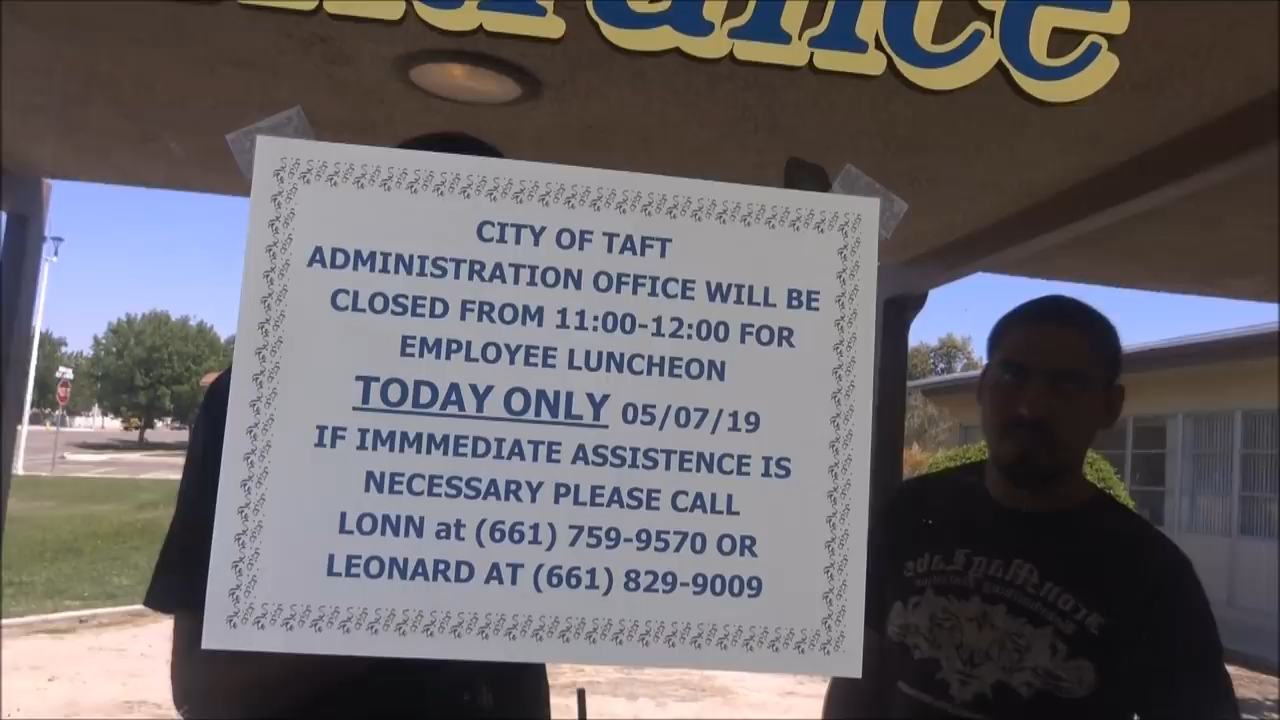 CITY OF TAFT
ADMINISTRATION OFFICE WILL BE
CLOSED FROM 11:00-12:00 FOR
EMPLOYEE LUNCHEON
TODAY ONLY 05/07/19
IF IMMMEDIATE ASSISTENCE IS
NECESSARY PLEASE CALL
LONN at (661) 759-9570 OR
LEONARD AT (661) 829-9009